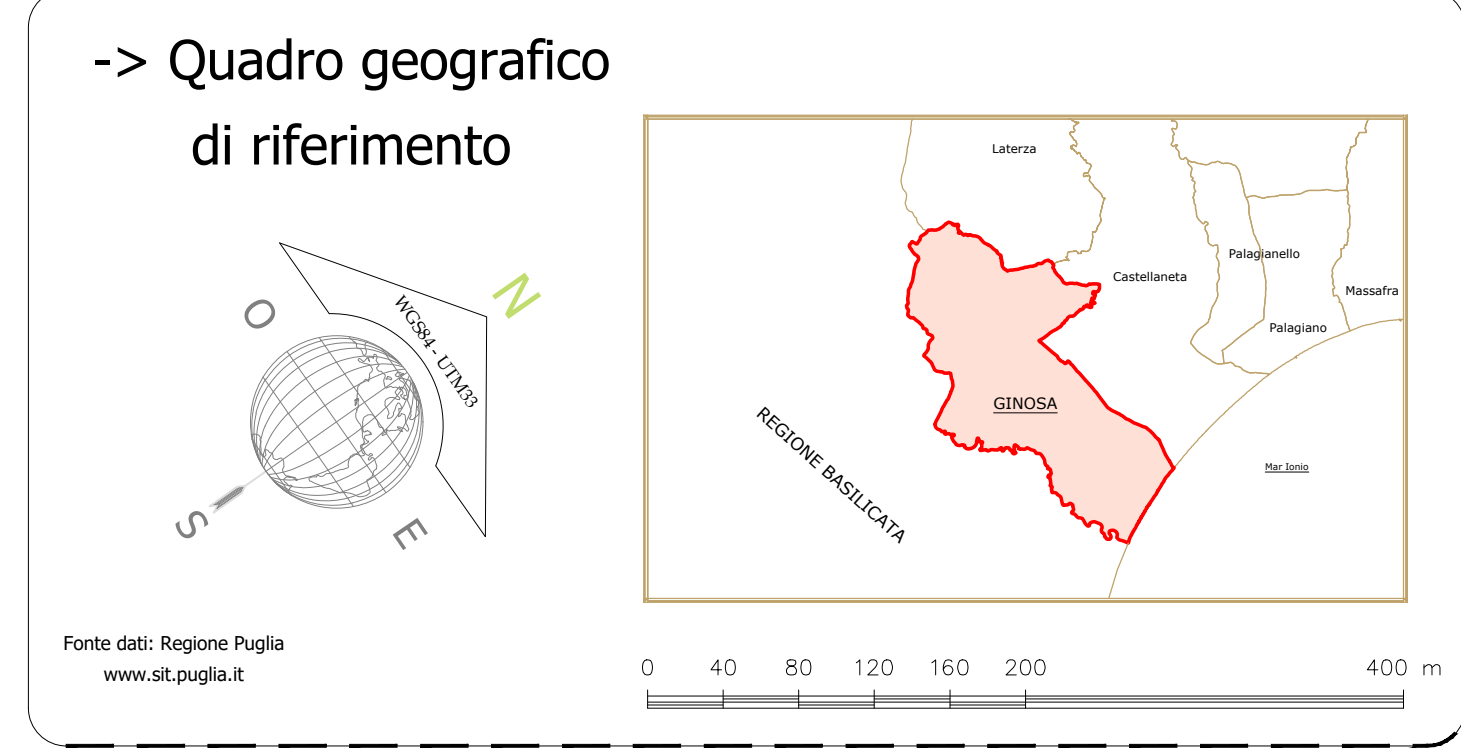 -> Quadro geografico
di riferimento
O
N
WGS84 - UTM33
S
E
Fonte dati: Regione Puglia
www.sit.puglia.it
Laterza
Castellaneta
Palagianello
Massafra
Palagiano
GINOSA
REGIONE BASILICATA
Mar Ionio
0 40 80 120 160 200 400 m